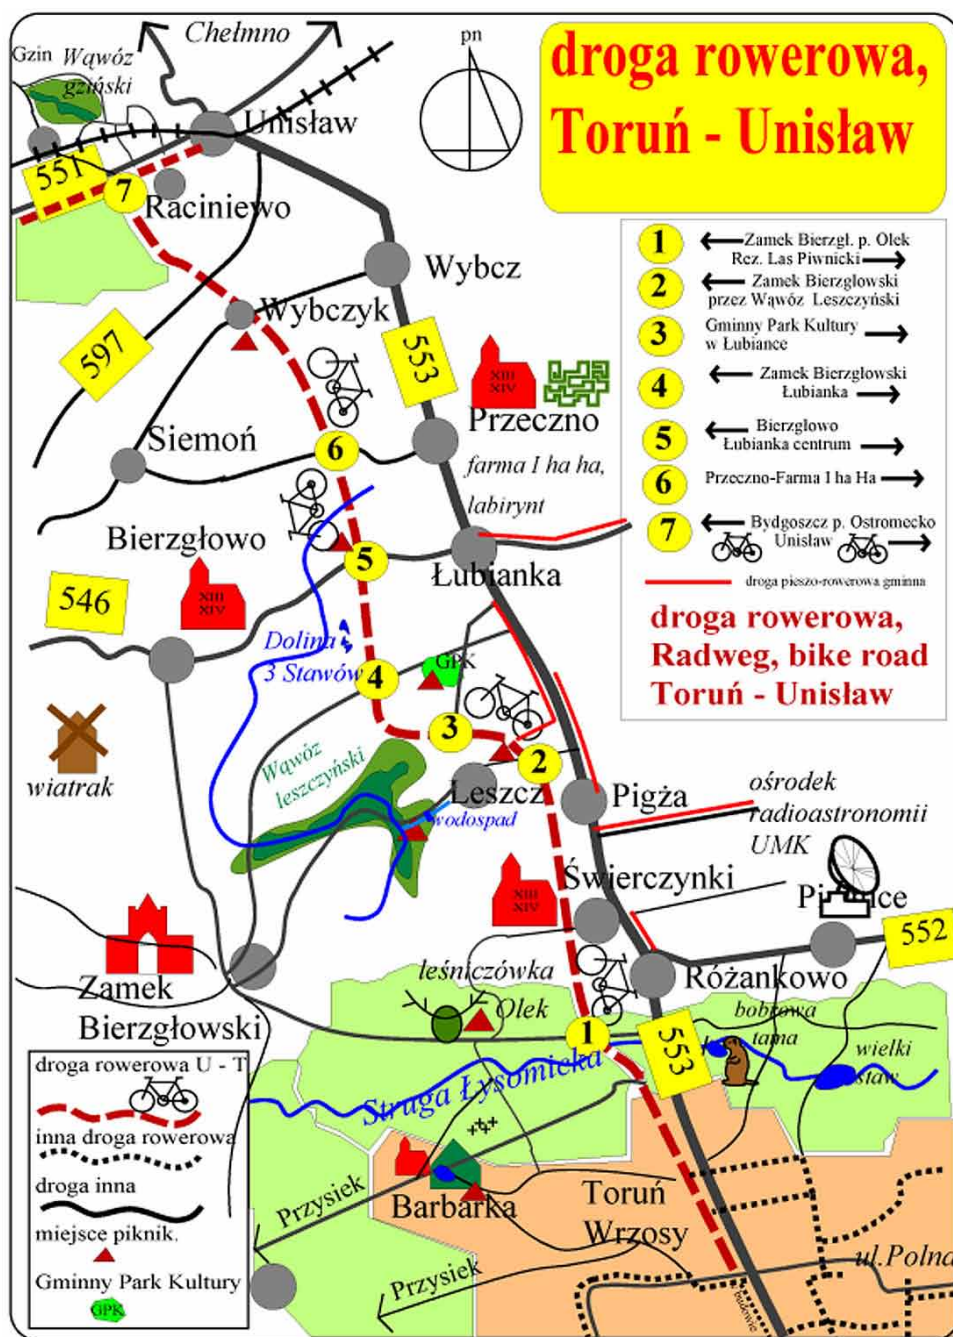 droga rowerowa,
Toruń - Unisław
pn
Chełmno
Gzin
Wąwóz
gziński
Unisław
551
7
Raciniewo
Wybcz
Wybczyk
597
553
XIII
XIV
Przeczno
farma I ha ha,
labirynt
Siemoń
6
Bierzgłowo
XIII
XIV
5
Łubianka
546
Dolina
3 Stawów
GPK
4
3
2
wiatrak
Wąwóz
leszczyński
Leszcz
wodospad
Pigża
ośrodek
radioastronomii
UMK
XIII
XIV
Świerczynki
552
Zamek
Bierzgłowski
Różankowo
leśniczówka
Olek
1
553
bobrowa
tama
wielki
staw
Struga Łysomicka
Przysiek
Barbarka
Toruń
Wrzosy
Przysiek
ul.Polna
1
Zamek Bierzgł. p. Olek
Rez. Las Piwnicki
2
Zamek Bierzgłowski
przez Wąwóz Leszczyński
3
Gminny Park Kultury
w Łubiance
4
Zamek Bierzgłowski
Łubianka
5
Bierzgłowo
Łubianka centrum
6
Przeczno-Farma I ha Ha
7
Bydgoszcz p. Ostromecko
Unisław
droga pieszo-rowerowa gminna
droga rowerowa,
Radweg, bike road
Toruń - Unisław
droga rowerowa U - T
inna droga rowerowa
droga inna
miejsce piknik.
Gminny Park Kultury
GPK